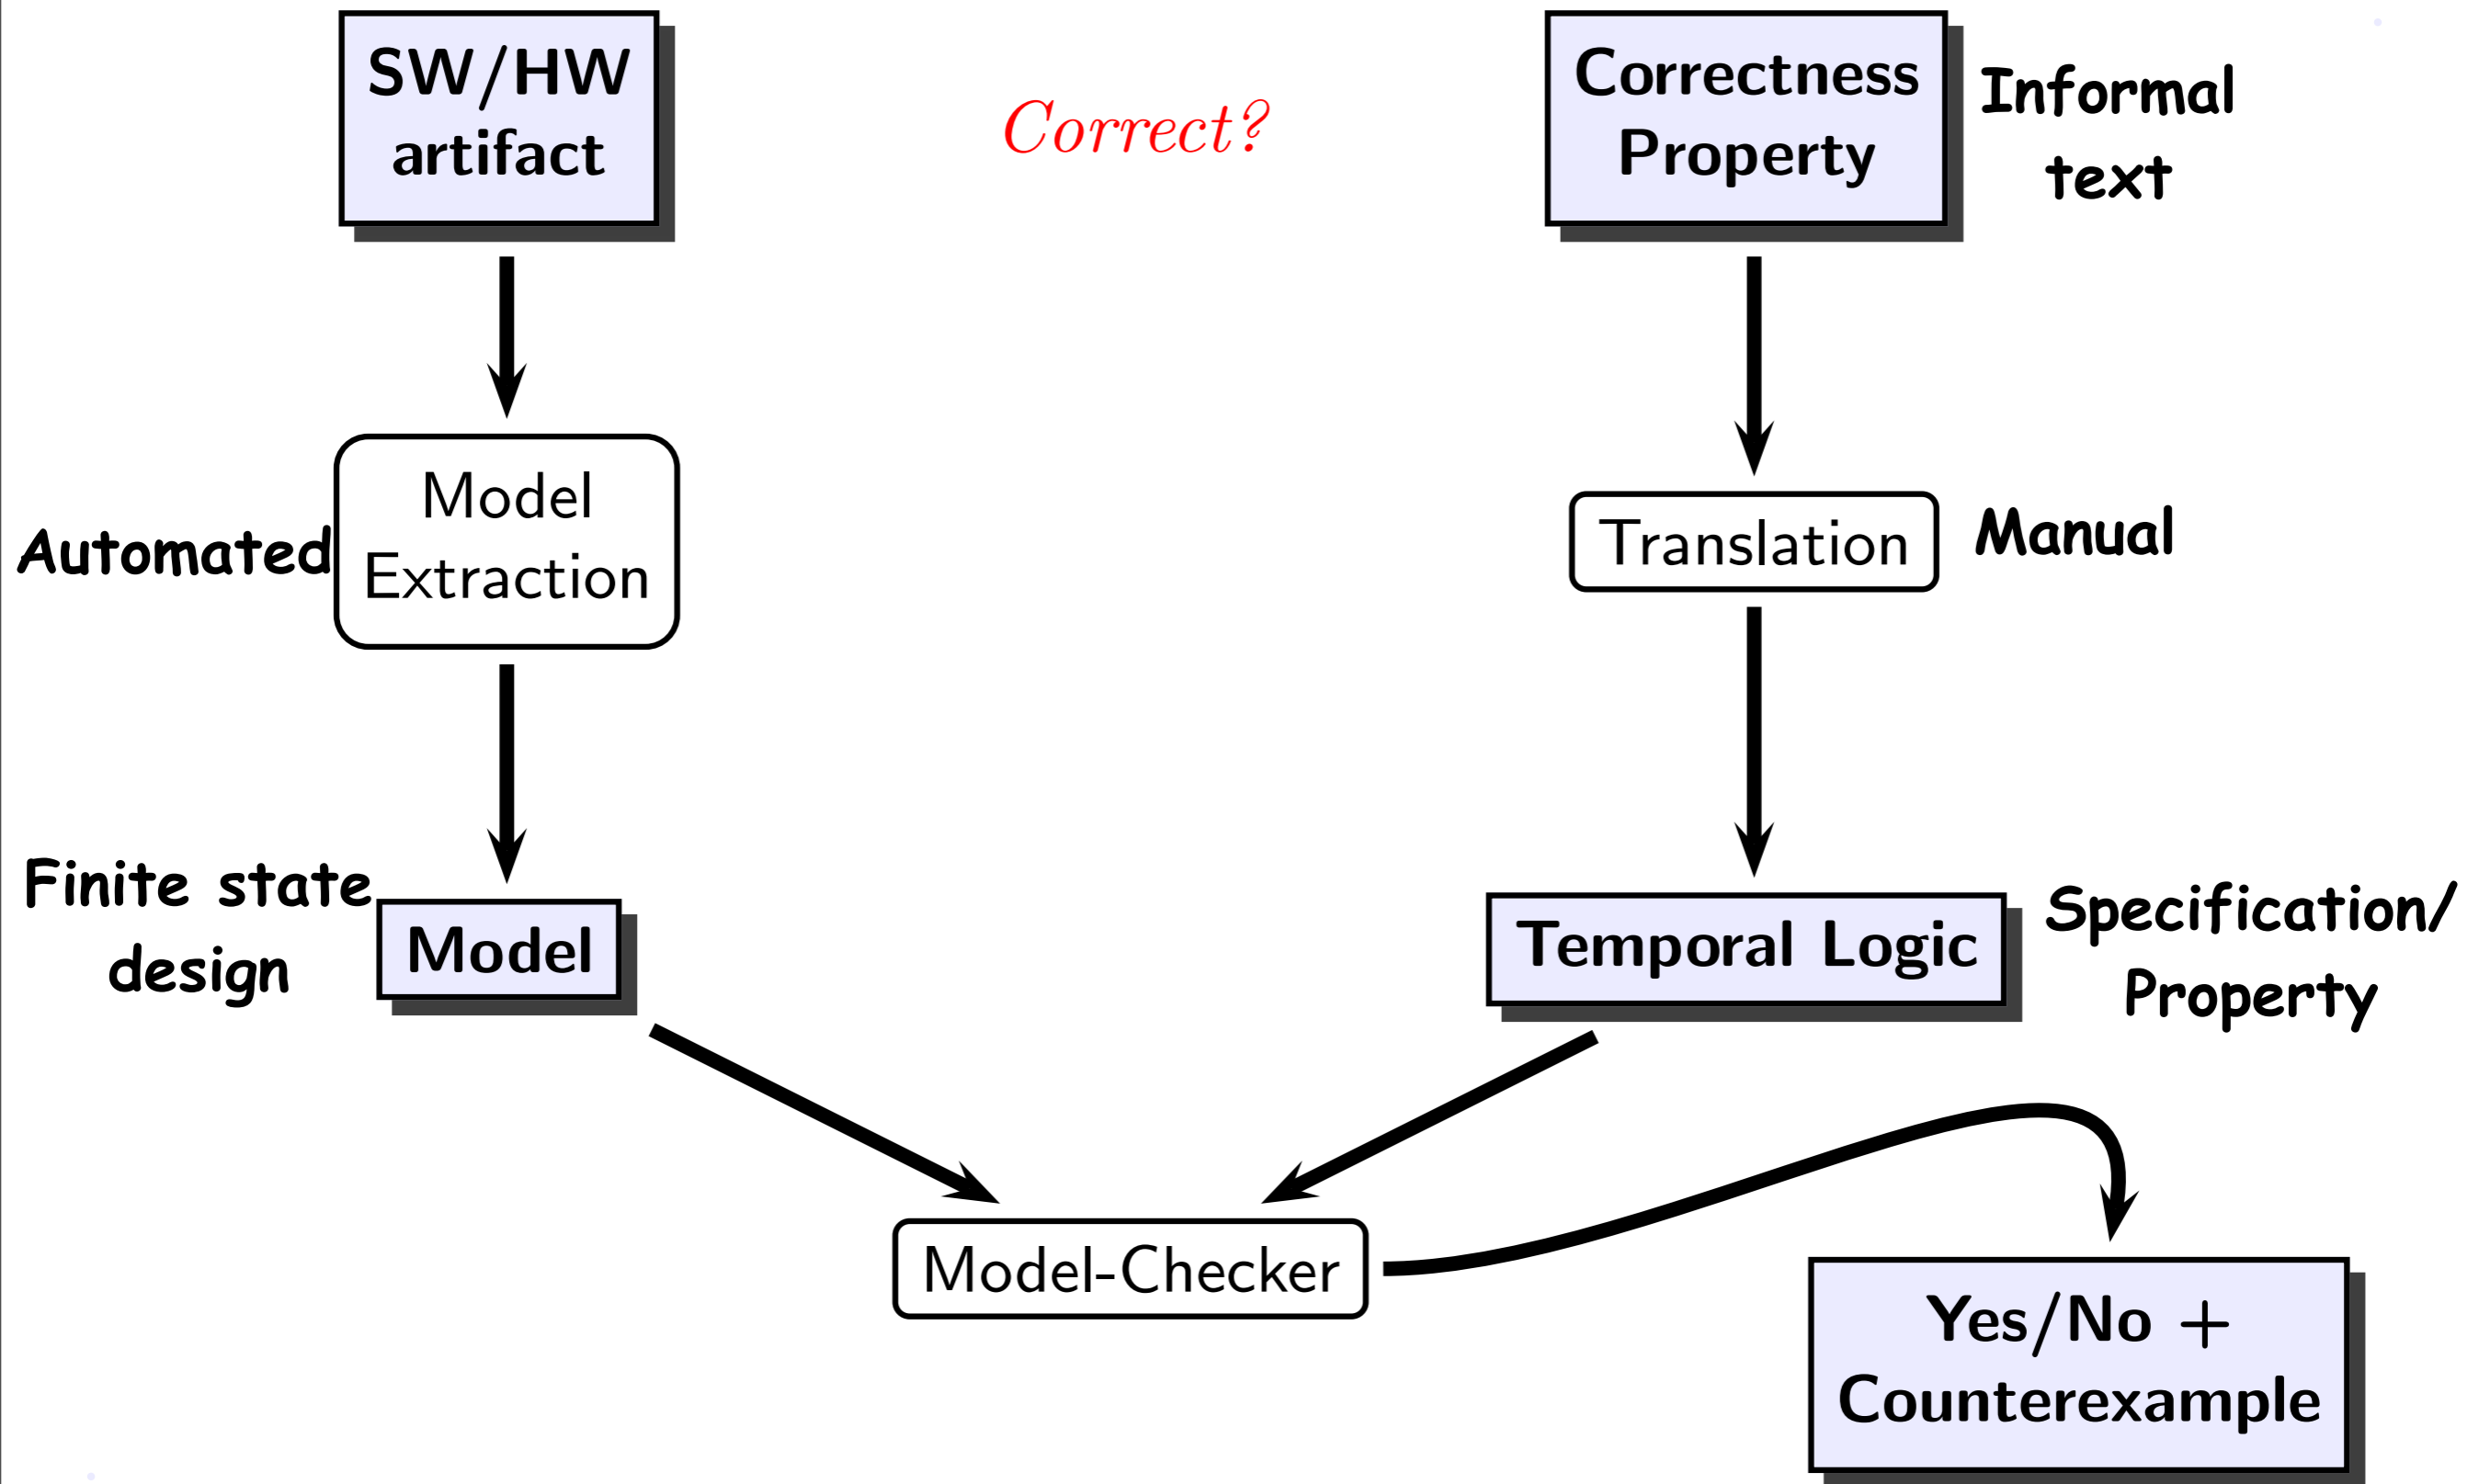 SW/HW
artifact
Correct?
Correctness
Property
Informal
text
Automated
Model
Extraction
Translation
Manual
Finite state
design
Model
Temporal Logic
Specification/
Property
Model-Checker
Yes/No +
Counterexample